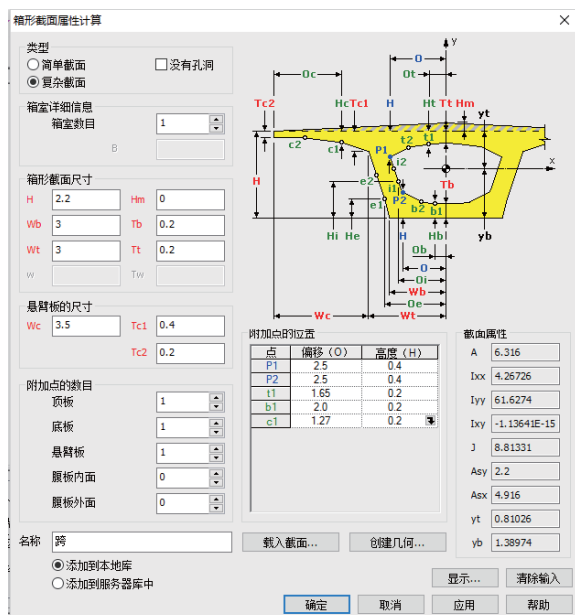 箱形截面属性计算
类型
简单截面
没有孔洞
复杂截面
箱室详细信息
箱室数目 1
B
箱形截面尺寸
H 2.2 Hm 0
Wb 3 Tb 0.2
Wt 3 Tt 0.2
w Tw
悬臂板的尺寸
Wc 3.5 Tc1 0.4
Tc2 0.2
附加点的数目
顶板 1
底板 1
悬臂板 1
腹板内面 0
腹板外面 0
名称 跨
添加到本地库
添加到服务器库中
y
O
Oc Ot
Tc2 Hc Tc1 H Ht Tt Hm yt
c2 c1 P1 t2 t1
x
H e2 i2 i1 Tb
e1 P2 b2 b1
Hi He H Hb yb
Ob
O
Oi
Wb
Oe
Wc Wt
附加点的位置
点 偏移（O） 高度（H）
P1 2.5 0.4
P2 2.5 0.4
t1 1.65 0.2
b1 2.0 0.2
c1 1.27 0.2
截面属性
A 6.316
Ixx 4.26726
Iyy 61.6274
Ixy -1.13641E-15
J 8.81331
Asy 2.2
Asx 4.916
yt 0.81026
yb 1.38974
载入截面... 创建几何...
显示... 清除输入
确定 取消 应用 帮助